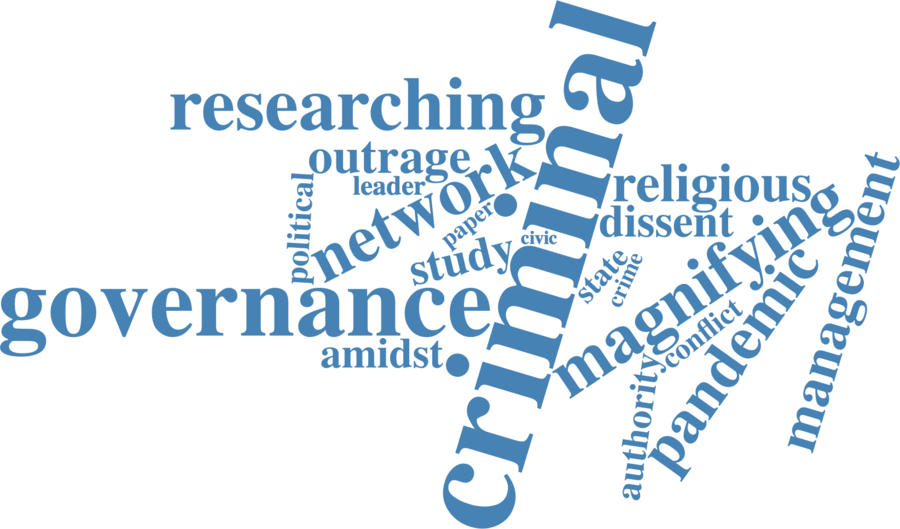 criminal
researching
outrage
leader
network
political
paper
study
civic
governance
amidst
religious
dissent
state
crime
magnifying
conflict
pandemic
authority
management